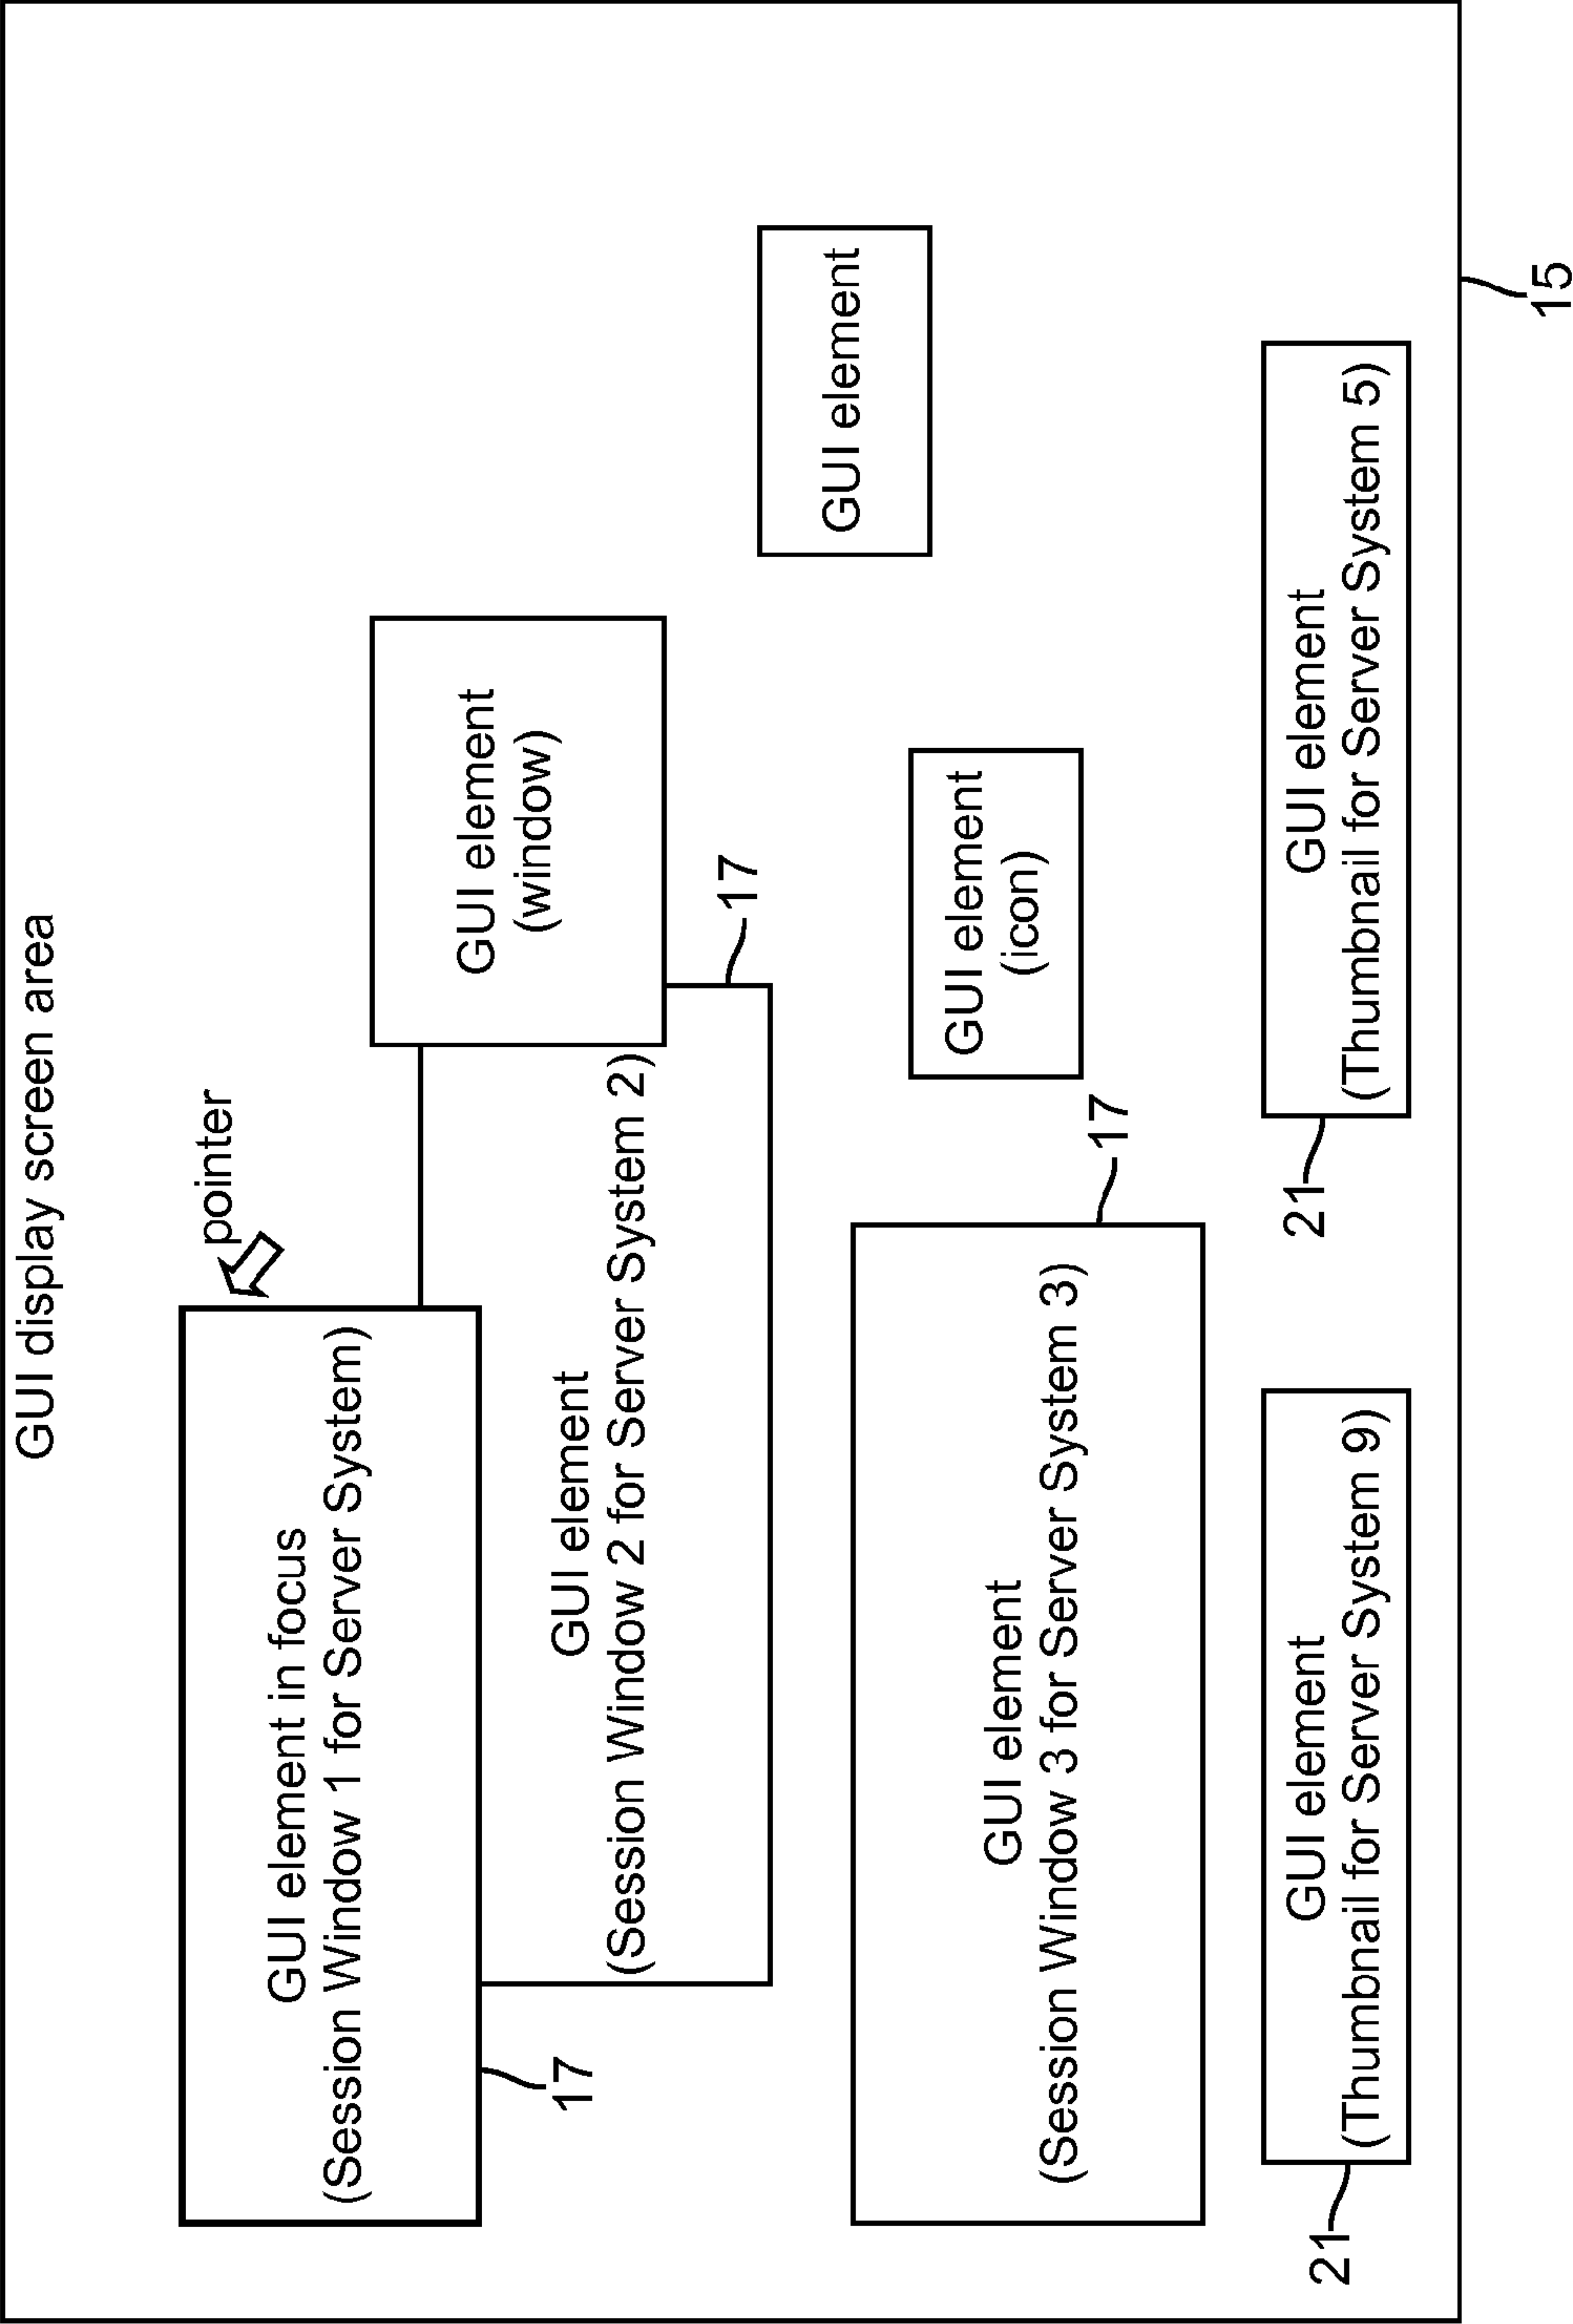 GUI display screen area
pointer
GUI element in focus
(Session Window 1 for Server System)
17
GUI element
(window)
GUI element
(Session Window 2 for Server System 2)
17
GUI element
GUI element
(icon)
17
GUI element
(Session Window 3 for Server System 3)
21
GUI element
(Thumbnail for Server System 9)
21
GUI element
(Thumbnail for Server System 5)
15